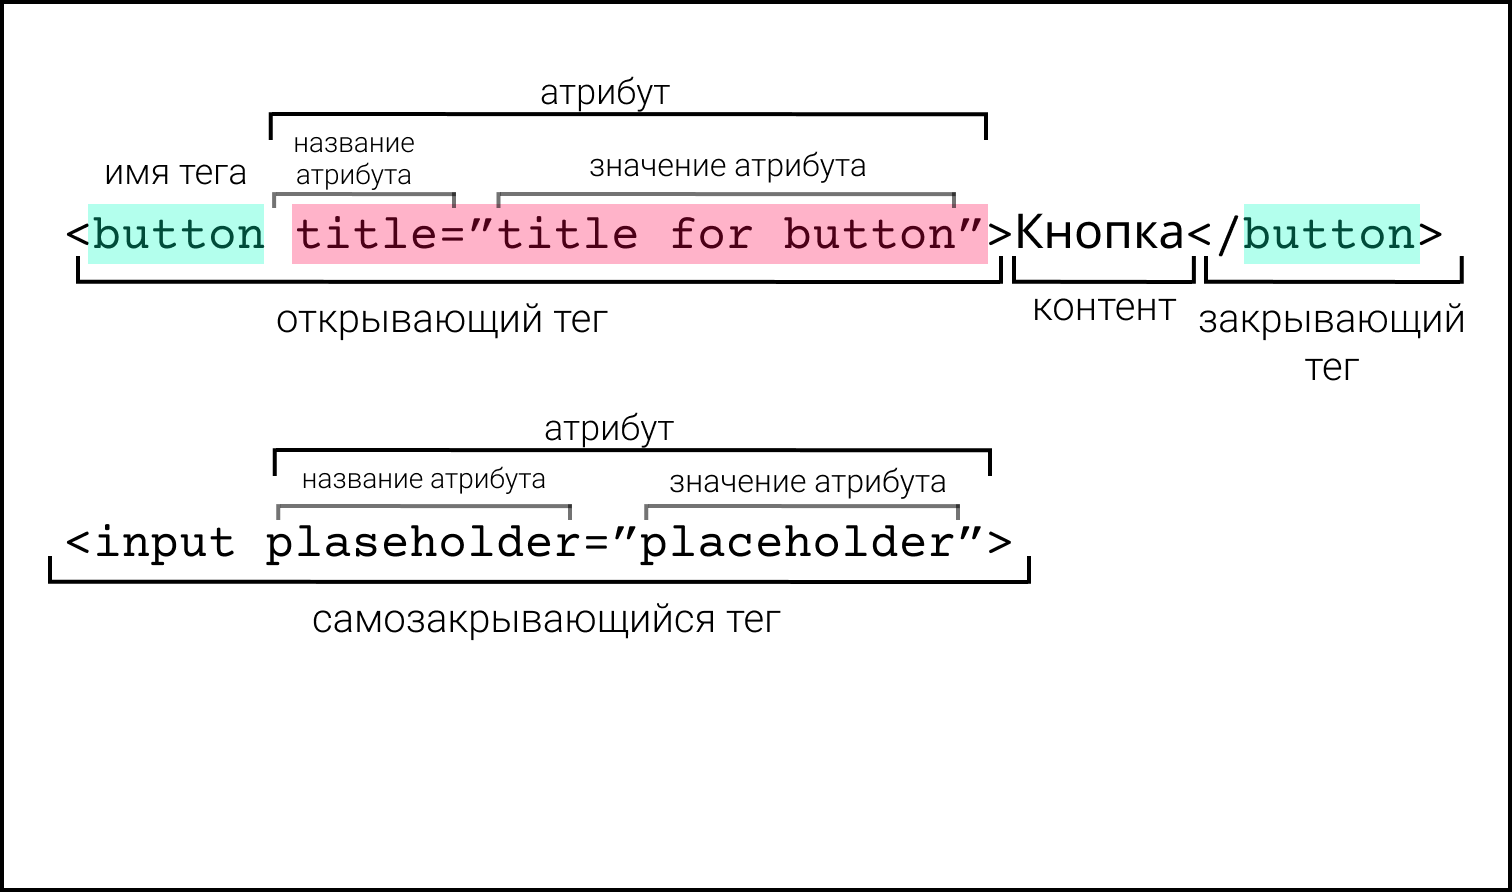 атрибут
название
атрибута
значение атрибута
имя тега
<button title=”title for button”>Кнопка</button>
открывающий тег
контент
закрывающий
тег
атрибут
название атрибута
значение атрибута
<input plaseholder=”placeholder”>
самозакрывающийся тег